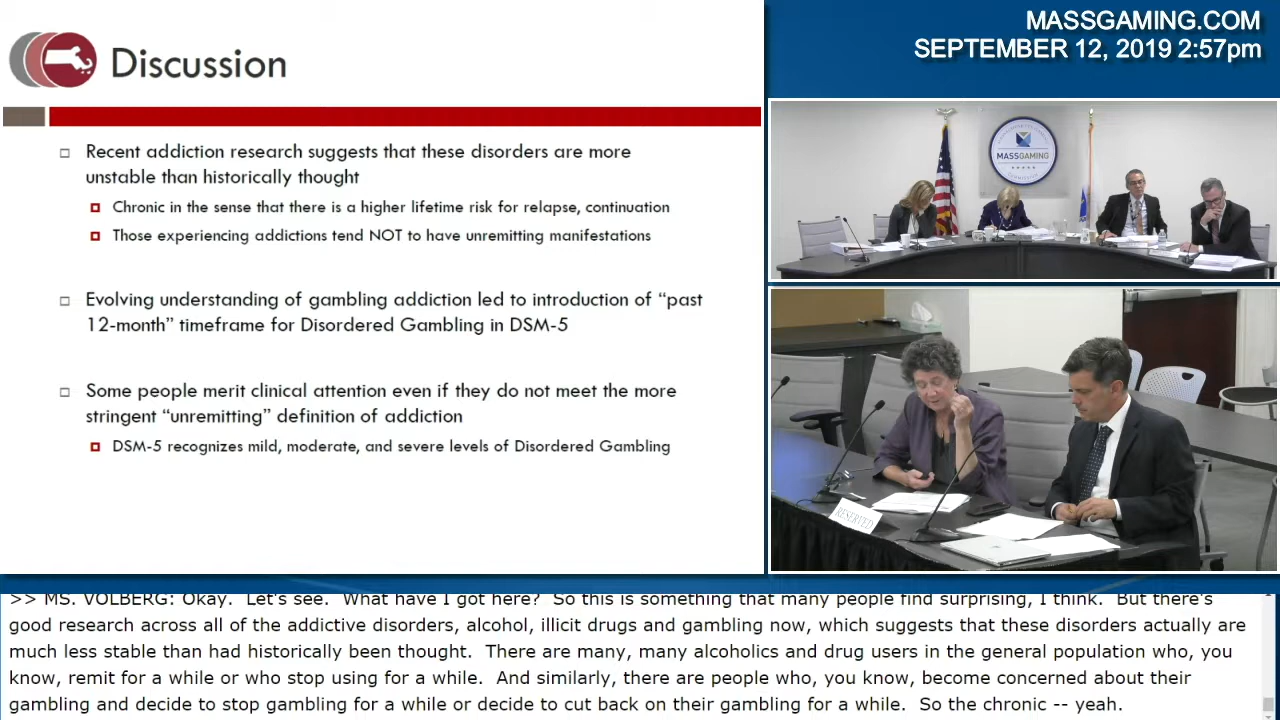 Discussion
Recent addiction research suggests that these disorders are more
unstable than historically thought
Chronic in the sense that there is a higher lifetime risk for relapse, continuation
Those experiencing addictions tend NOT to have unremitting manifestations
Evolving understanding of gambling addiction led to introduction of “past
12-month” timeframe for Disordered Gambling in DSM-5
Some people merit clinical attention even if they do not meet the more
stringent “unremitting” definition of addiction
DSM-5 recognizes mild, moderate, and severe levels of Disordered Gambling
MASSGAMING.COM
SEPTEMBER 12, 2019 2:57pm
MASSGAMING
RESERVED
>> MS. VOLBERG: Okay. Let's see. What have I got here? So this is something that many people find surprising, I think. But there's
good research across all of the addictive disorders, alcohol, illicit drugs and gambling now, which suggests that these disorders actually are
much less stable than had historically been thought. There are many, many alcoholics and drug users in the general population who, you
know, remit for a while or who stop using for a while. And similarly, there are people who, you know, become concerned about their
gambling and decide to stop gambling for a while or decide to cut back on their gambling for a while. So the chronic -- yeah.